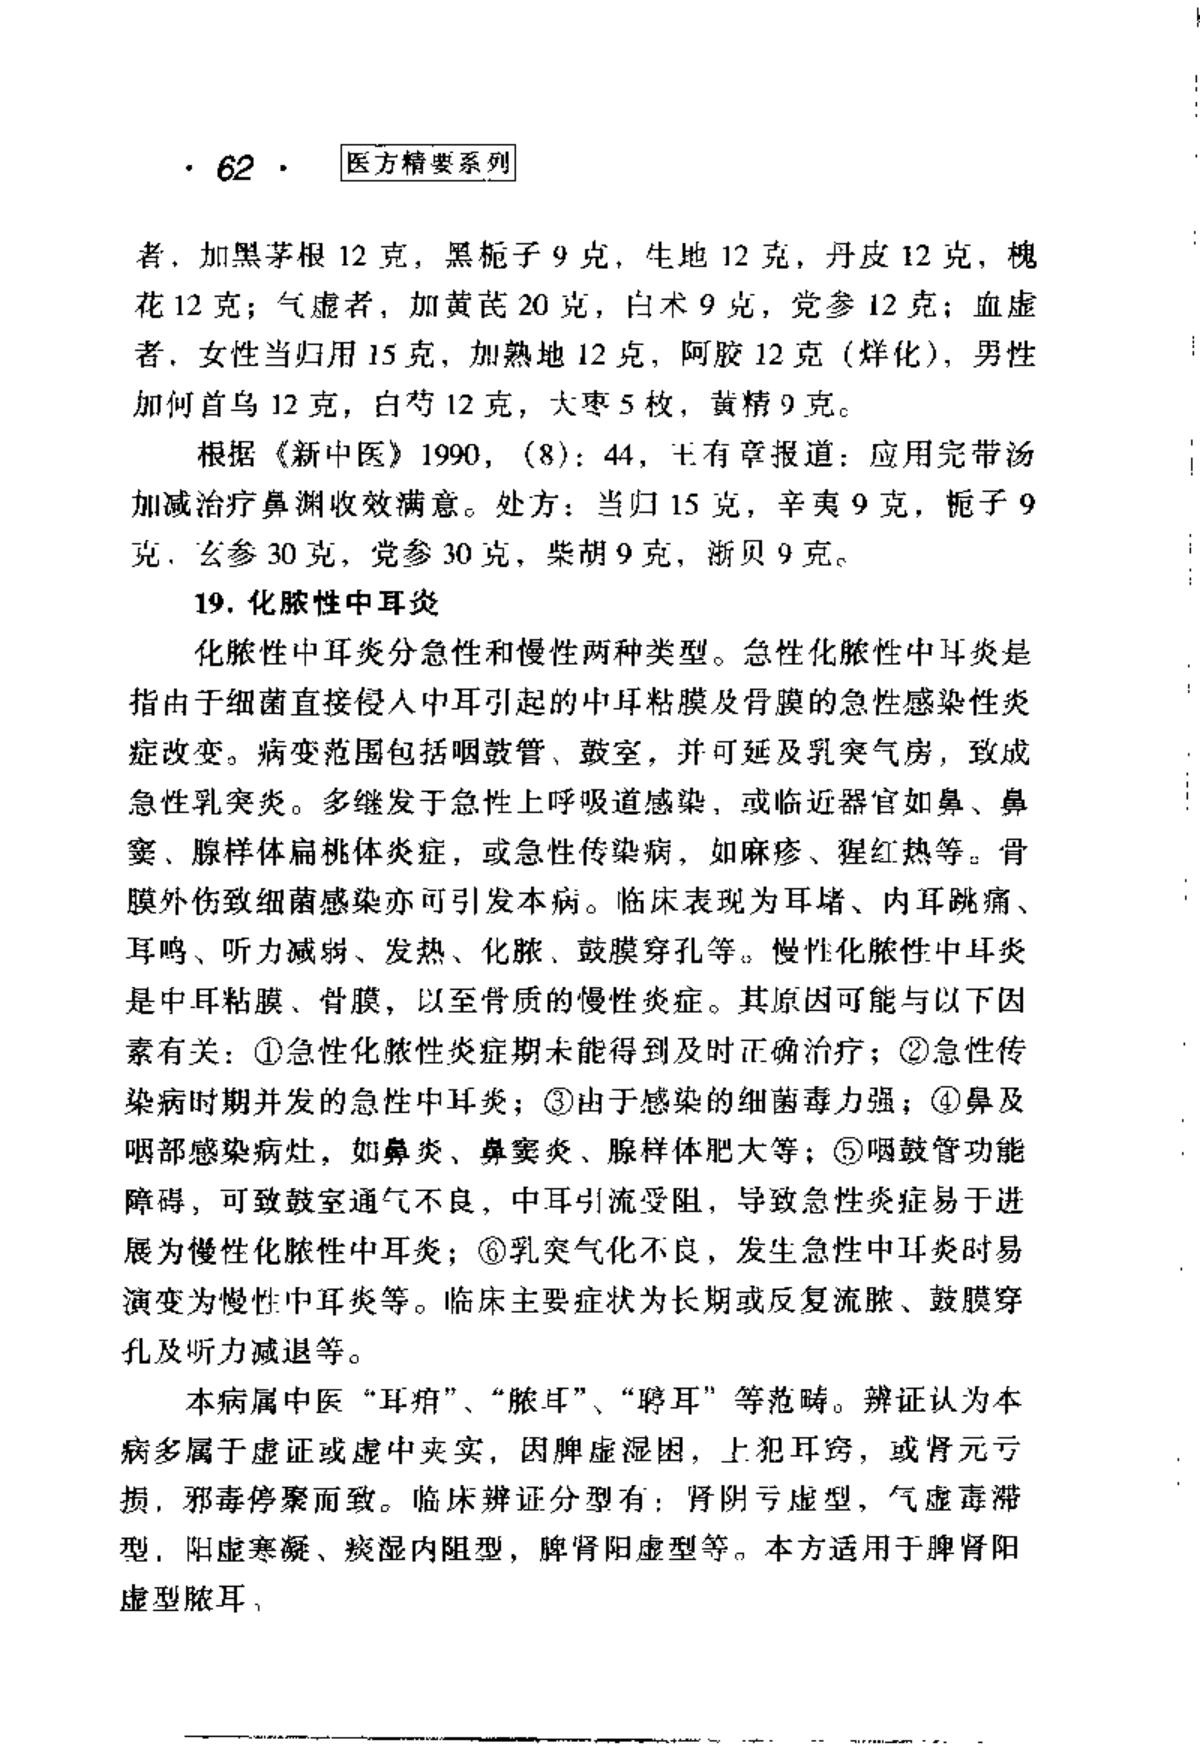 · 62 · 医方精要系列
者，加黑茅根 12 克，黑栀子 9 克，生地 12 克，丹皮 12 克，槐
花 12 克；气虚者，加黄芪 20 克，白术 9 克，党参 12 克；血虚
者，女性当归用 15 克，加熟地 12 克，阿胶 12 克（烊化），男性
加何首乌 12 克，白芍 12 克，大枣 5 枚，黄精 9 克。
根据《新中医》1990，（8）：44，王有章报道：应用完带汤
加减治疗鼻渊收效满意。处方：当归 15 克，辛夷 9 克，栀子 9
克，玄参 30 克，党参 30 克，柴胡 9 克，浙贝 9 克。
19. 化脓性中耳炎
化脓性中耳炎分急性和慢性两种类型。急性化脓性中耳炎是
指由于细菌直接侵入中耳引起的中耳粘膜及骨膜的急性感染性炎
症改变。病变范围包括咽鼓管、鼓室，并可延及乳突气房，致成
急性乳突炎。多继发于急性上呼吸道感染，或临近器官如鼻、鼻
窦、腺样体扁桃体炎症，或急性传染病，如麻疹、猩红热等。骨
膜外伤致细菌感染亦可引发本病。临床表现为耳堵、内耳跳痛、
耳鸣、听力减弱、发热、化脓、鼓膜穿孔等。慢性化脓性中耳炎
是中耳粘膜、骨膜，以至骨质的慢性炎症。其原因可能与以下因
素有关：①急性化脓性炎症期未能得到及时正确治疗；②急性传
染病时期并发的急性中耳炎；③由于感染的细菌毒力强；④鼻及
咽部感染病灶，如鼻炎、鼻窦炎、腺样体肥大等；⑤咽鼓管功能
障碍，可致鼓室通气不良，中耳引流受阻，导致急性炎症易于进
展为慢性化脓性中耳炎；⑥乳突气化不良，发生急性中耳炎时易
演变为慢性中耳炎等。临床主要症状为长期或反复流脓、鼓膜穿
孔及听力减退等。
本病属中医“耳疳”、“脓耳”、“聤耳”等范畴。辨证认为本
病多属于虚证或虚中夹实，因脾虚湿困，上犯耳窍，或肾元亏
损，邪毒停聚而致。临床辨证分型有：肾阴亏虚型，气虚毒滞
型，阳虚寒凝、痰湿内阻型，脾肾阳虚型等。本方适用于脾肾阳
虚型脓耳、